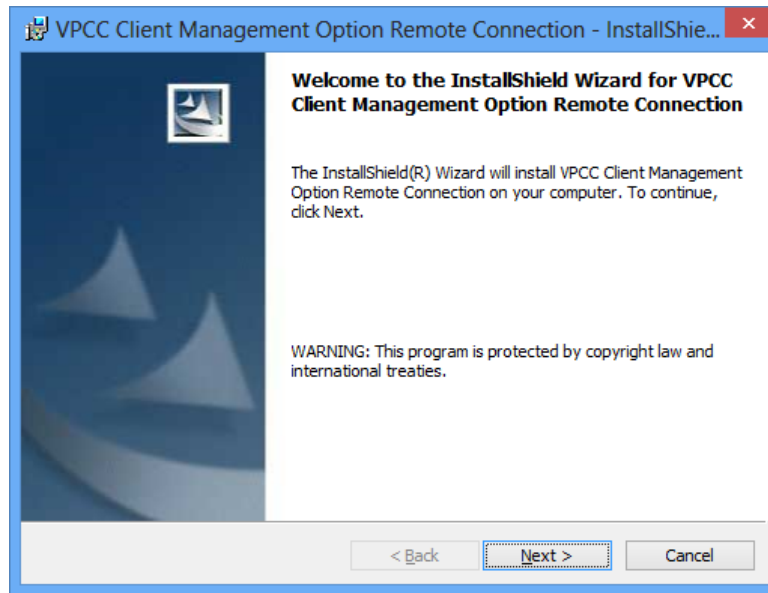 VPCC Client Management Option Remote Connection - InstallShie...
Welcome to the InstallShield Wizard for VPCC
Client Management Option Remote Connection
The InstallShield(R) Wizard will install VPCC Client Management
Option Remote Connection on your computer. To continue,
click Next.
WARNING: This program is protected by copyright law and
international treaties.
< Back
Next >
Cancel